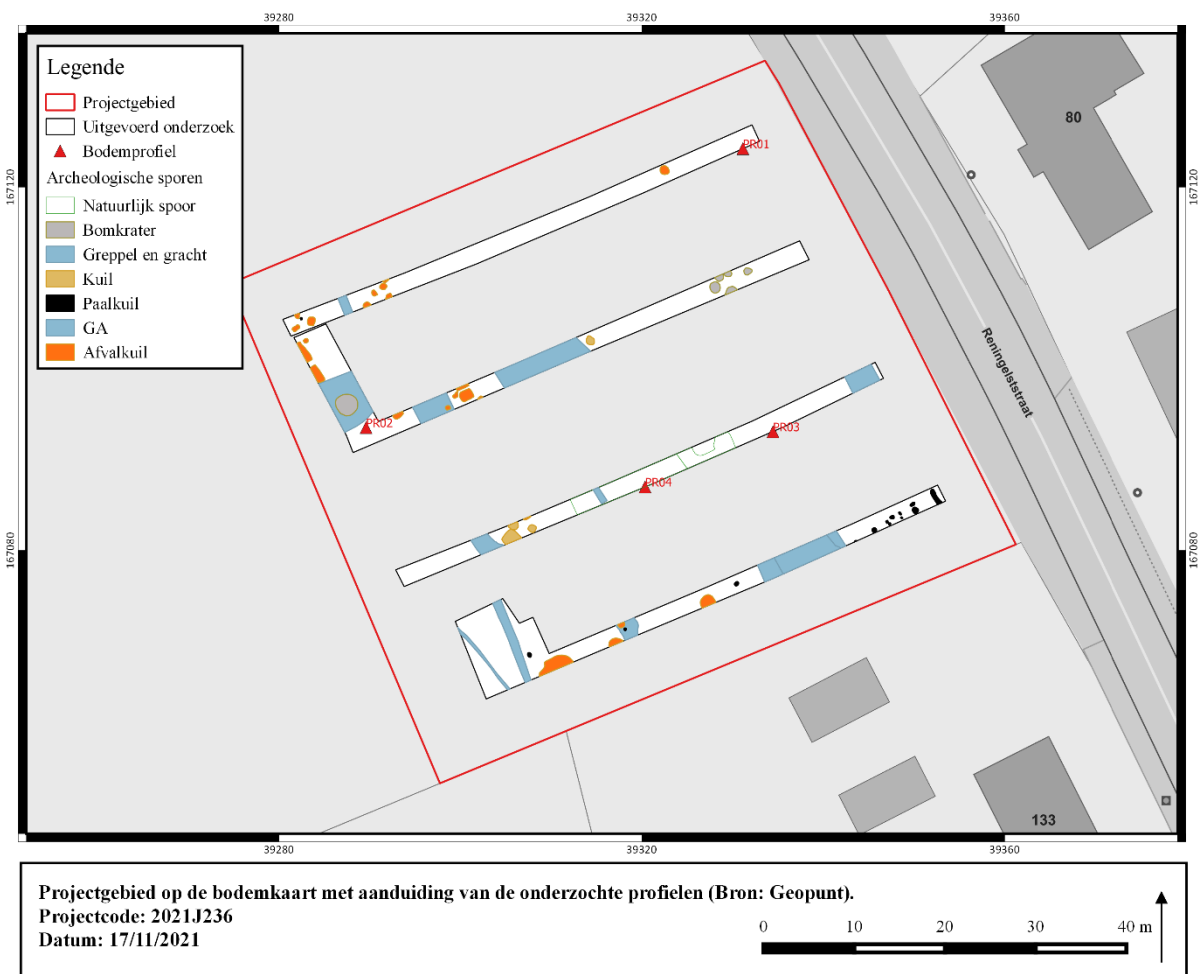 39280
39320
39360
Legende
Projectgebied
Uitgevoerd onderzoek
Bodemprofiel
Archeologische sporen
Natuurlijk spoor
Bomkrater
Greppel en gracht
Kuil
Paalkuil
GA
Afvalkuil
80
PR01
167120
167120
Reningelststraat
PR02
PR03
PR04
167080
167080
133
39280
39320
39360
Projectgebied op de bodemkaart met aanduiding van de onderzochte profielen (Bron: Geopunt).
Projectcode: 2021J236
Datum: 17/11/2021
0 10 20 30 40 m